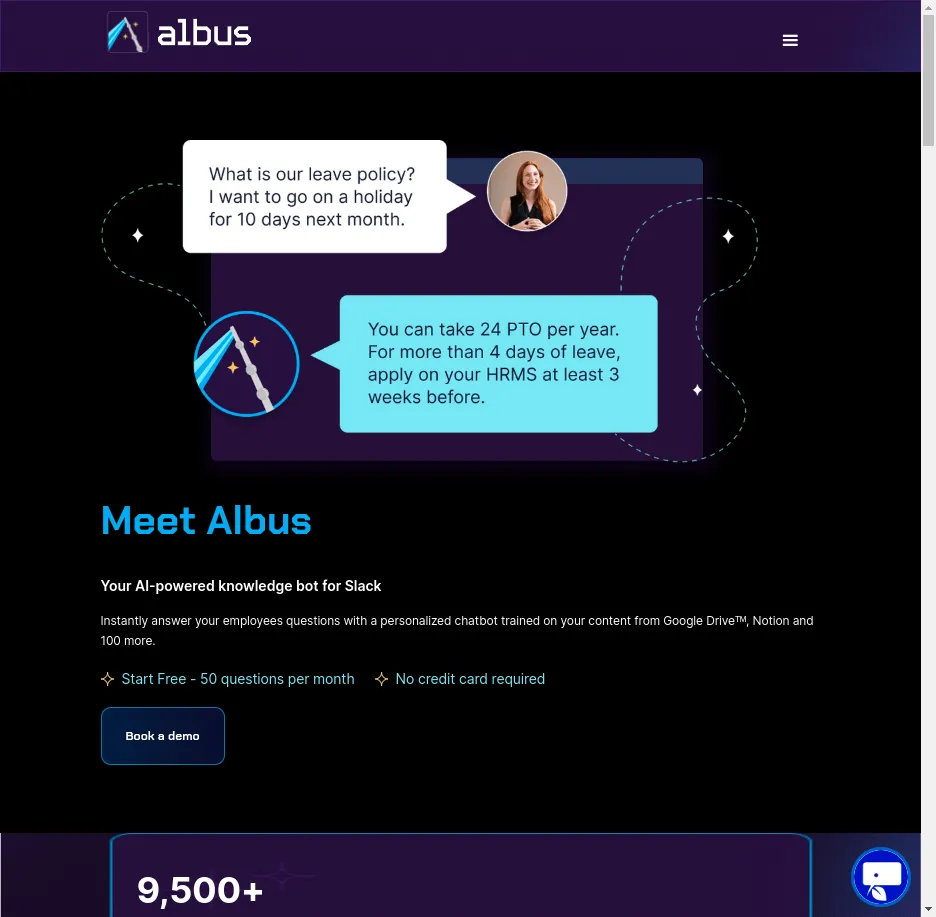 albus
What is our leave policy?
I want to go on a holiday
for 10 days next month.
You can take 24 PTO per year.
For more than 4 days of leave,
apply on your HRMS at least 3
weeks before.
Meet Albus
Your AI-powered knowledge bot for Slack
Instantly answer your employees questions with a personalized chatbot trained on your content from Google Drive™, Notion and
100 more.
Start Free - 50 questions per month No credit card required
Book a demo
9,500+